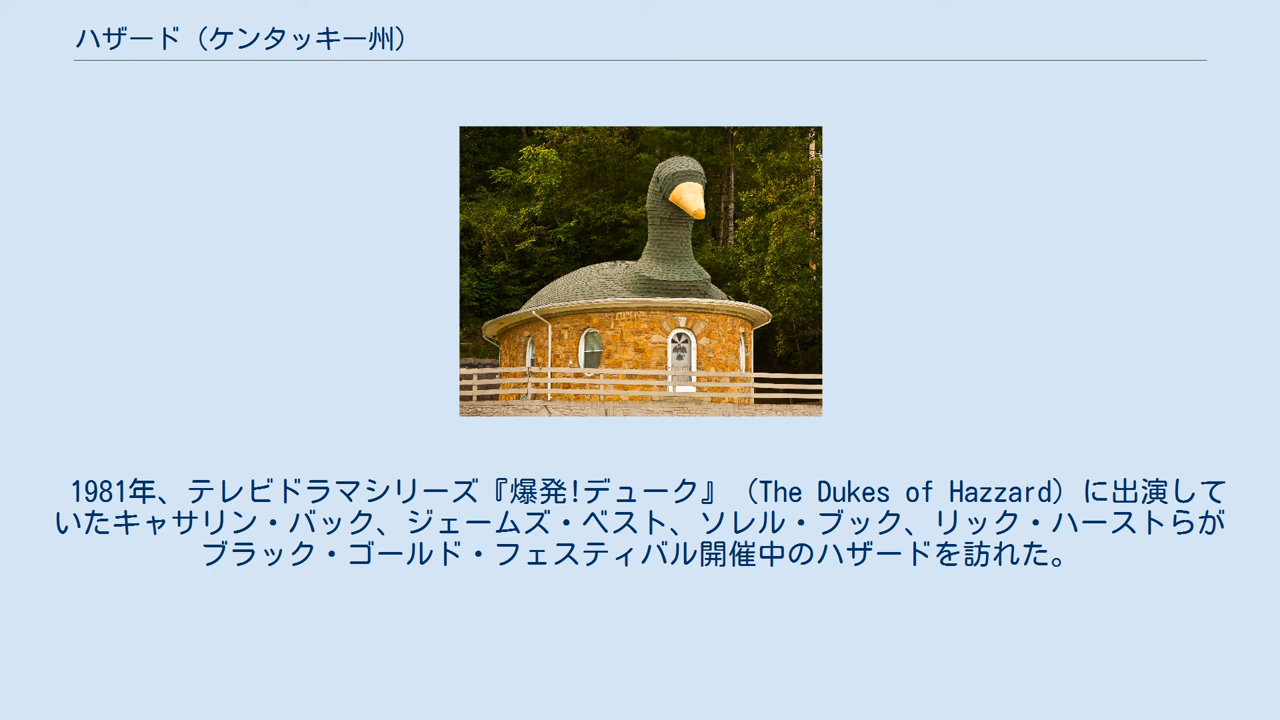 ハザード（ケンタッキー州）
1981年、テレビドラマシリーズ『爆発!デューク』（The Dukes of Hazzard）に出演して
いたキャサリン・バック、ジェームズ・ベスト、ソレル・ブック、リック・ハーストらが
ブラック・ゴールド・フェスティバル開催中のハザードを訪れた。